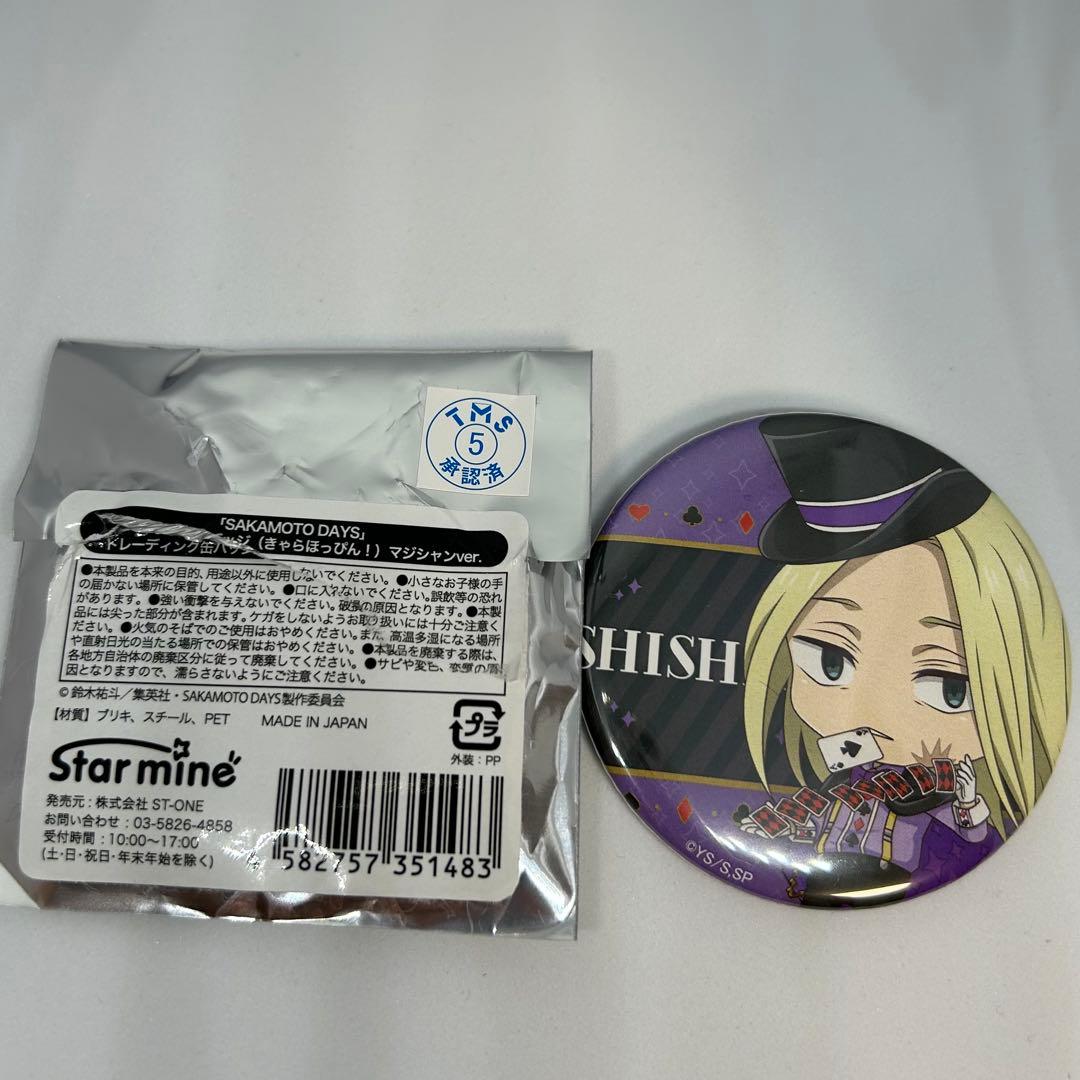 TMS
5
承認済
「SAKAMOTO DAYS」
トレーディング缶バッジ（きゃらほっぴん！）マジシャンver.
●本製品を本来の目的、用途以外に使用しないでください。●小さなお子様の手
の届かない場所に保管してください。●口に入れないでください。誤飲等の恐れ
があります。●強い衝撃を与えないでください。破損の原因となります。●本製
品には尖った部分が含まれます。ケガをしないようお取り扱いには十分ご注意く
ださい。●火気のそばでのご使用はおやめください。また、高温多湿になる場所
や直射日光の当たる場所での保管はおやめください。●本製品を廃棄する際は、
各地方自治体の廃棄区分に従って廃棄してください。●サビや変色、変質の原
因となりますので、濡らさないようにご注意ください。
© 鈴木祐斗／集英社・SAKAMOTO DAYS製作委員会
【材質】ブリキ、スチール、PET MADE IN JAPAN
プラ
外装：PP
Star mine
発売元：株式会社 ST-ONE
お問い合わせ：03-5826-4858
受付時間：10:00〜17:00
(土・日・祝日・年末年始を除く)
582757 351483
SHISH
A
©YS/S,SP